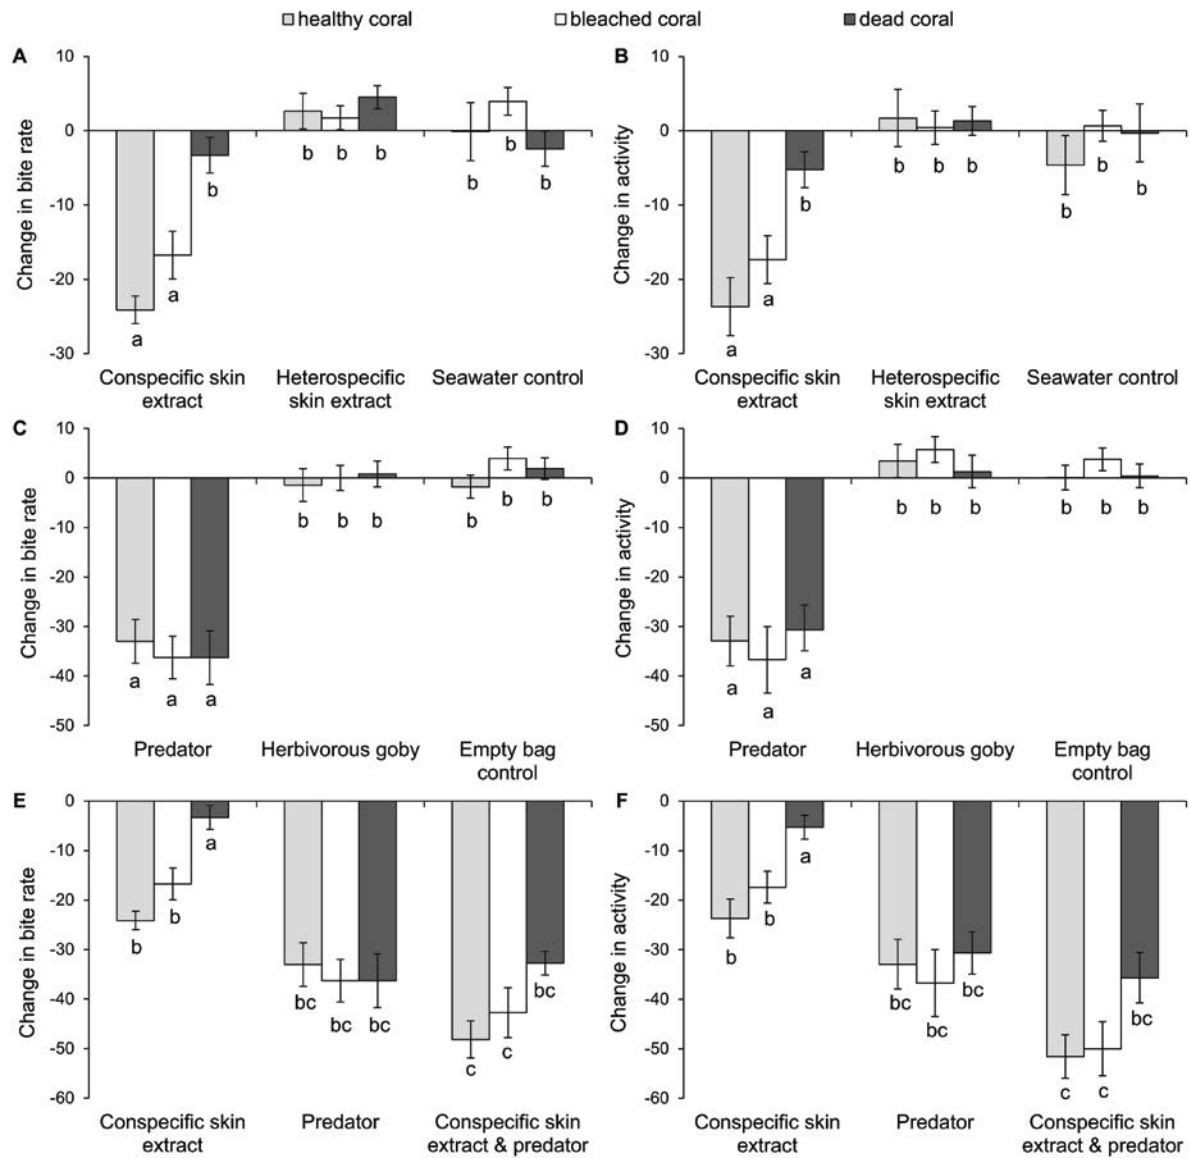 healthy coral bleached coral dead coral
A
10
0
-10
-20
-30
Change in bite rate
b b b
b
b
b
b
a
a
Conspecific skin extract
Heterospecific skin extract
Seawater control
B
10
0
-10
-20
-30
Change in activity
b b b
b
b
b
b
a
a
Conspecific skin extract
Heterospecific skin extract
Seawater control
C
10
0
-10
-20
-30
-40
-50
Change in bite rate
a a a
b b b
b b b
Predator
Herbivorous goby
Empty bag control
D
10
0
-10
-20
-30
-40
-50
Change in activity
a a a
b b b
b b b
Predator
Herbivorous goby
Empty bag control
E
0
-10
-20
-30
-40
-50
-60
Change in bite rate
b b a
bc bc bc
c c bc
Conspecific skin extract
Predator
Conspecific skin extract & predator
F
0
-10
-20
-30
-40
-50
-60
Change in activity
b b a
bc bc bc
c c bc
Conspecific skin extract
Predator
Conspecific skin extract & predator